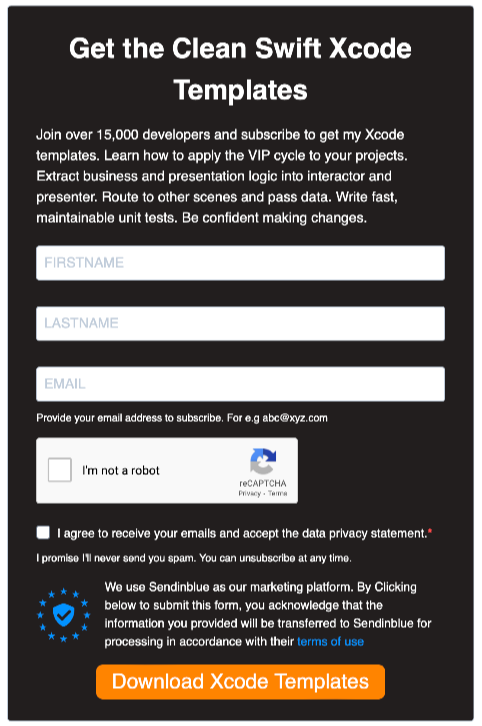 Get the Clean Swift Xcode
Templates
Join over 15,000 developers and subscribe to get my Xcode
templates. Learn how to apply the VIP cycle to your projects.
Extract business and presentation logic into interactor and
presenter. Route to other scenes and pass data. Write fast,
maintainable unit tests. Be confident making changes.
FIRSTNAME
LASTNAME
EMAIL
Provide your email address to subscribe. For e.g abc@xyz.com
I'm not a robot
reCAPTCHA
Privacy - Terms
I agree to receive your emails and accept the data privacy statement.*
I promise I'll never send you spam. You can unsubscribe at any time.
We use Sendinblue as our marketing platform. By Clicking
below to submit this form, you acknowledge that the
information you provided will be transferred to Sendinblue for
processing in accordance with their terms of use
Download Xcode Templates